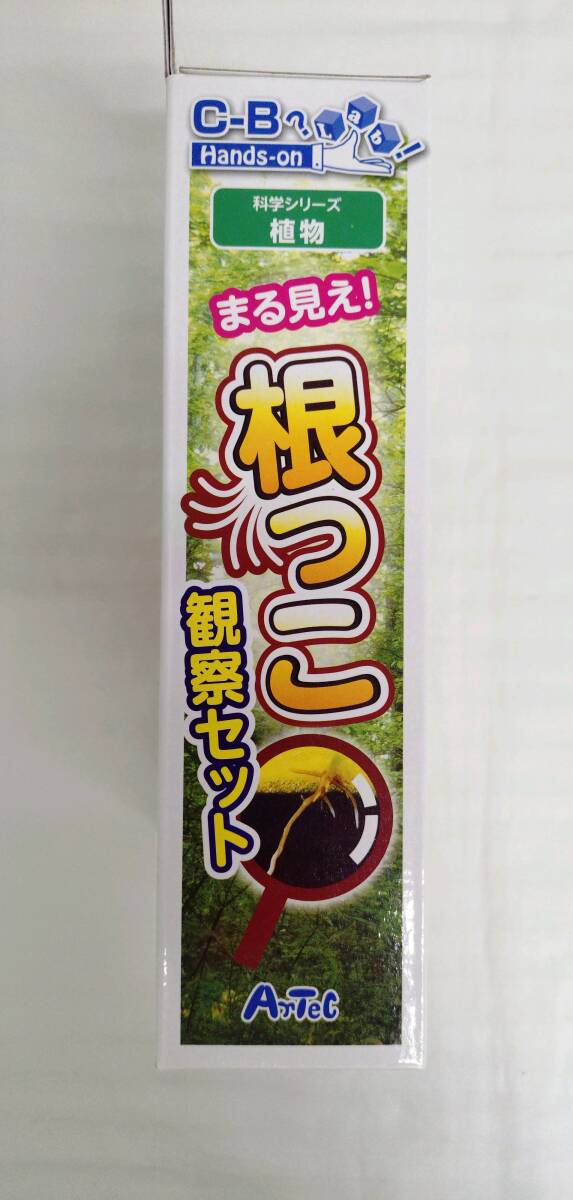 C-B ? Lab !
Hands-on
科学シリーズ
植物
まる見え!
根っこ
観察セット
ArTeC